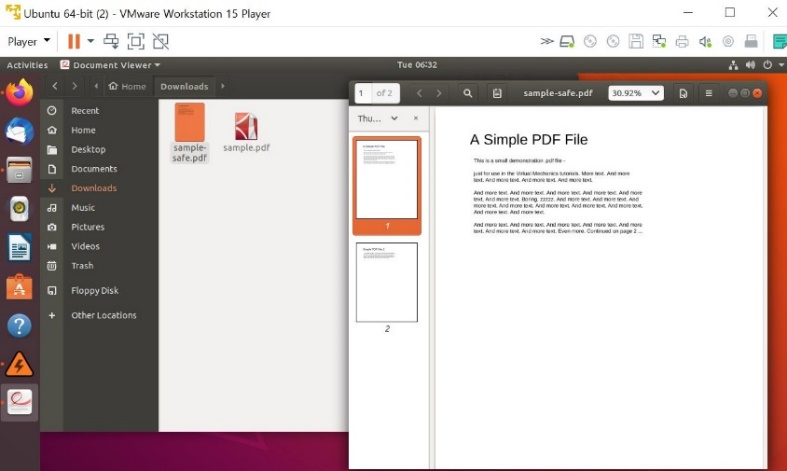 Ubuntu 64-bit (2) - VMware Workstation 15 Player
Player
Activities
Document Viewer
Tue 06:32
Home
Downloads
1 of 2
sample-safe.pdf
30.92%
Recent
Home
Desktop
Documents
Downloads
Music
Pictures
Videos
Trash
Floppy Disk
Other Locations
sample-
safe.pdf
sample.pdf
Thu...
1
2
A Simple PDF File
This is a small demonstration .pdf file -
just for use in the Virtual Mechanics tutorials. More text. And more
text. And more text. And more text. And more text.
And more text. And more text. And more text. And more text. And more
text. And more text. Boring, zzzzz. And more text. And more text. And
more text. And more text. And more text. And more text. And more text.
And more text. And more text.
And more text. And more text. And more text. And more text. And more
text. And more text. And more text. Even more. Continued on page 2 ...